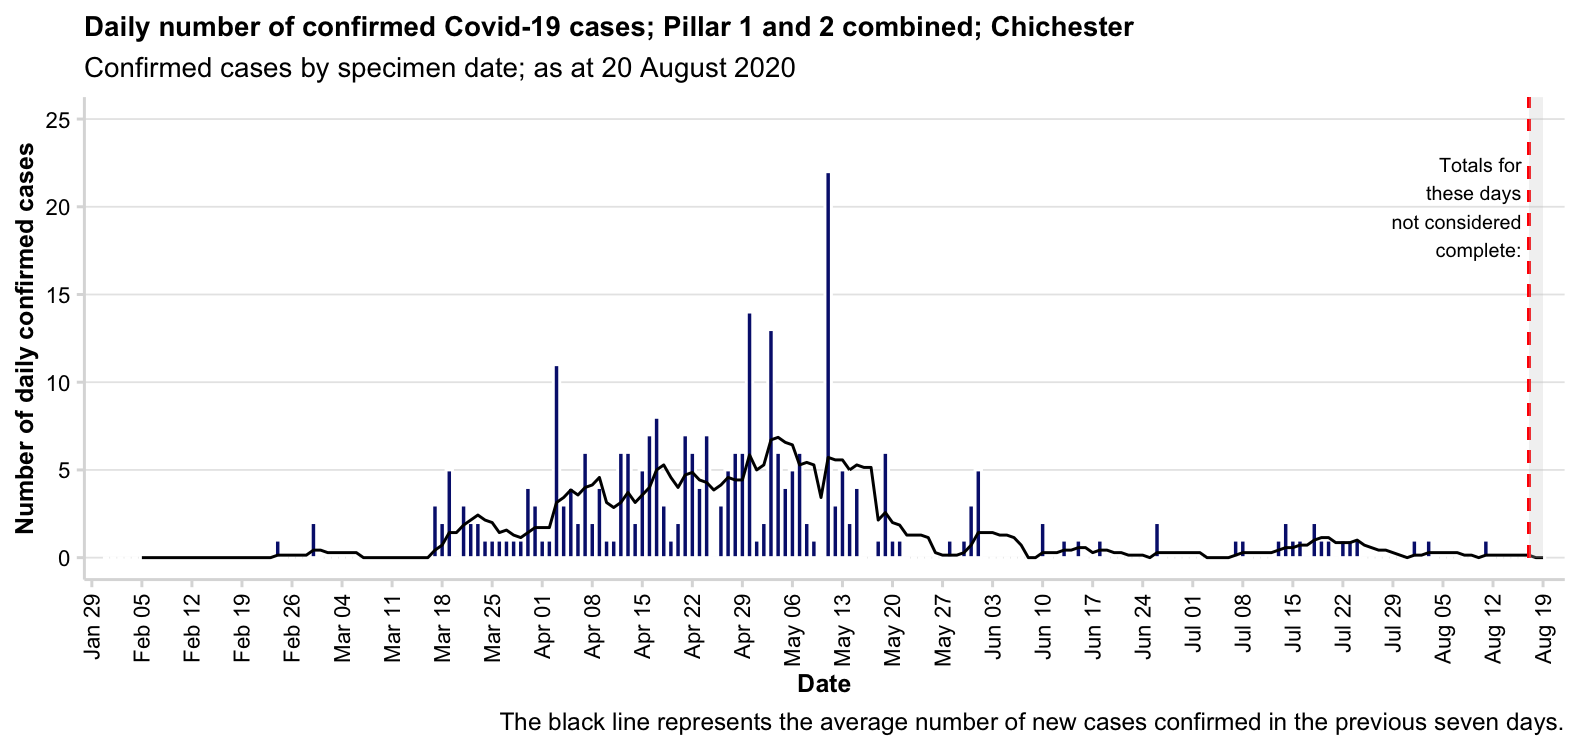 Daily number of confirmed Covid-19 cases; Pillar 1 and 2 combined; Chichester
Confirmed cases by specimen date; as at 20 August 2020
Number of daily confirmed cases
25
20
15
10
5
0
Totals for
these days
not considered
complete:
Jan 29
Feb 05
Feb 12
Feb 19
Feb 26
Mar 04
Mar 11
Mar 18
Mar 25
Apr 01
Apr 08
Apr 15
Apr 22
Apr 29
May 06
May 13
May 20
May 27
Jun 03
Jun 10
Jun 17
Jun 24
Jul 01
Jul 08
Jul 15
Jul 22
Jul 29
Aug 05
Aug 12
Aug 19
Date
The black line represents the average number of new cases confirmed in the previous seven days.